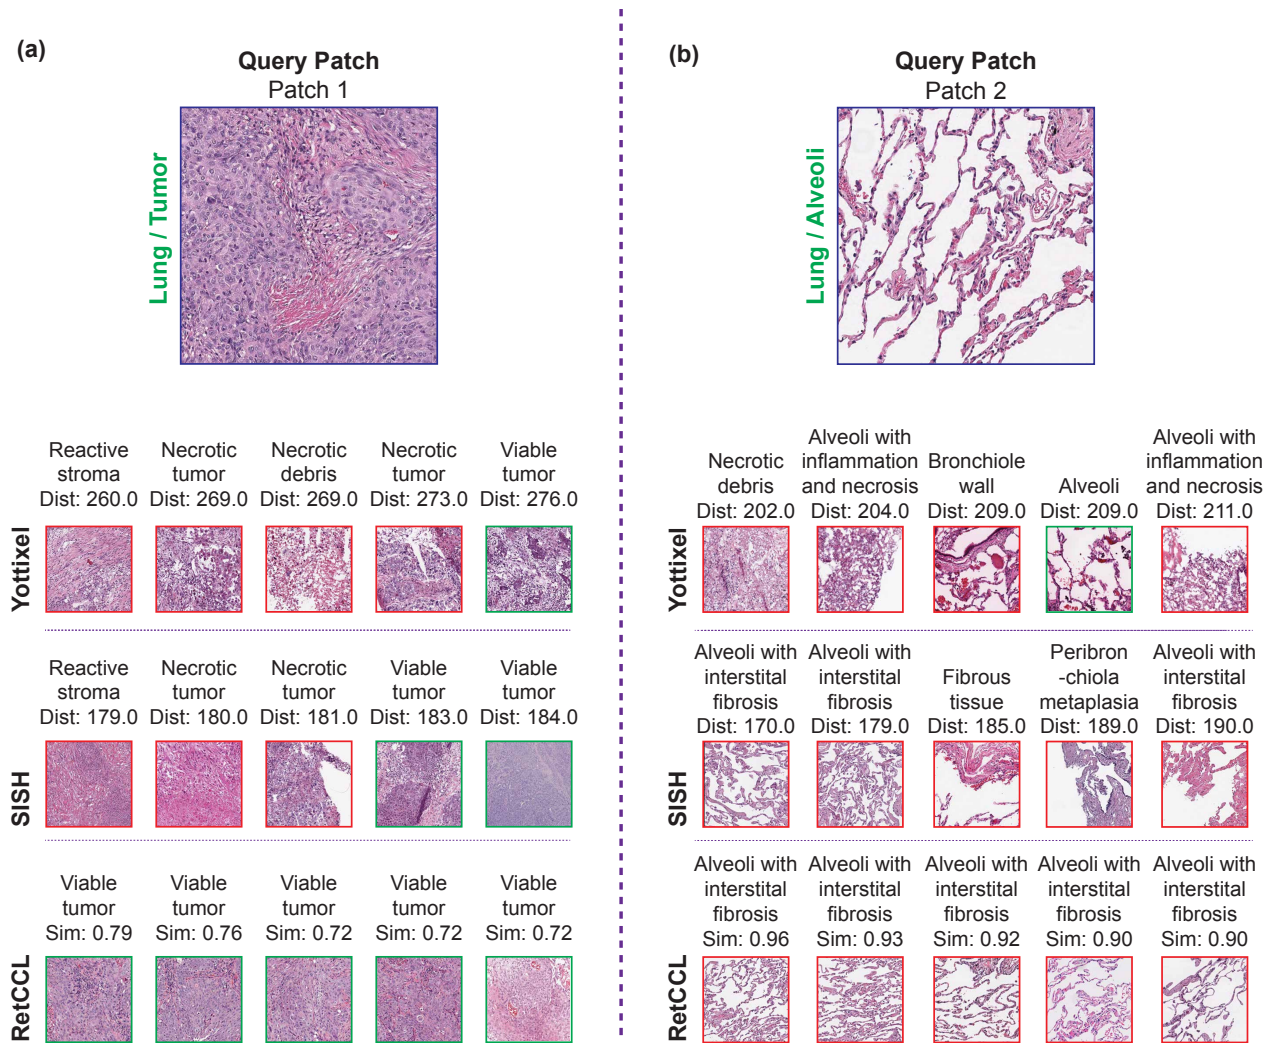 (a)
Query Patch
Patch 1
Lung / Tumor
Yottixel
Reactive
stroma
Dist: 260.0
Necrotic
tumor
Dist: 269.0
Necrotic
debris
Dist: 269.0
Necrotic
tumor
Dist: 273.0
Viable
tumor
Dist: 276.0
SISH
Reactive
stroma
Dist: 179.0
Necrotic
tumor
Dist: 180.0
Necrotic
tumor
Dist: 181.0
Viable
tumor
Dist: 183.0
Viable
tumor
Dist: 184.0
RetCCL
Viable
tumor
Sim: 0.79
Viable
tumor
Sim: 0.76
Viable
tumor
Sim: 0.72
Viable
tumor
Sim: 0.72
Viable
tumor
Sim: 0.72
(b)
Query Patch
Patch 2
Lung / Alveoli
Yottixel
Necrotic
debris
Dist: 202.0
Alveoli with
inflammation
and necrosis
Dist: 204.0
Bronchiole
wall
Dist: 209.0
Alveoli
Dist: 209.0
Alveoli with
inflammation
and necrosis
Dist: 211.0
SISH
Alveoli with
interstital
fibrosis
Dist: 170.0
Alveoli with
interstital
fibrosis
Dist: 179.0
Fibrous
tissue
Dist: 185.0
Peribron
-chiola
metaplasia
Dist: 189.0
Alveoli with
interstital
fibrosis
Dist: 190.0
RetCCL
Alveoli with
interstital
fibrosis
Sim: 0.96
Alveoli with
interstital
fibrosis
Sim: 0.93
Alveoli with
interstital
fibrosis
Sim: 0.92
Alveoli with
interstital
fibrosis
Sim: 0.90
Alveoli with
interstital
fibrosis
Sim: 0.90